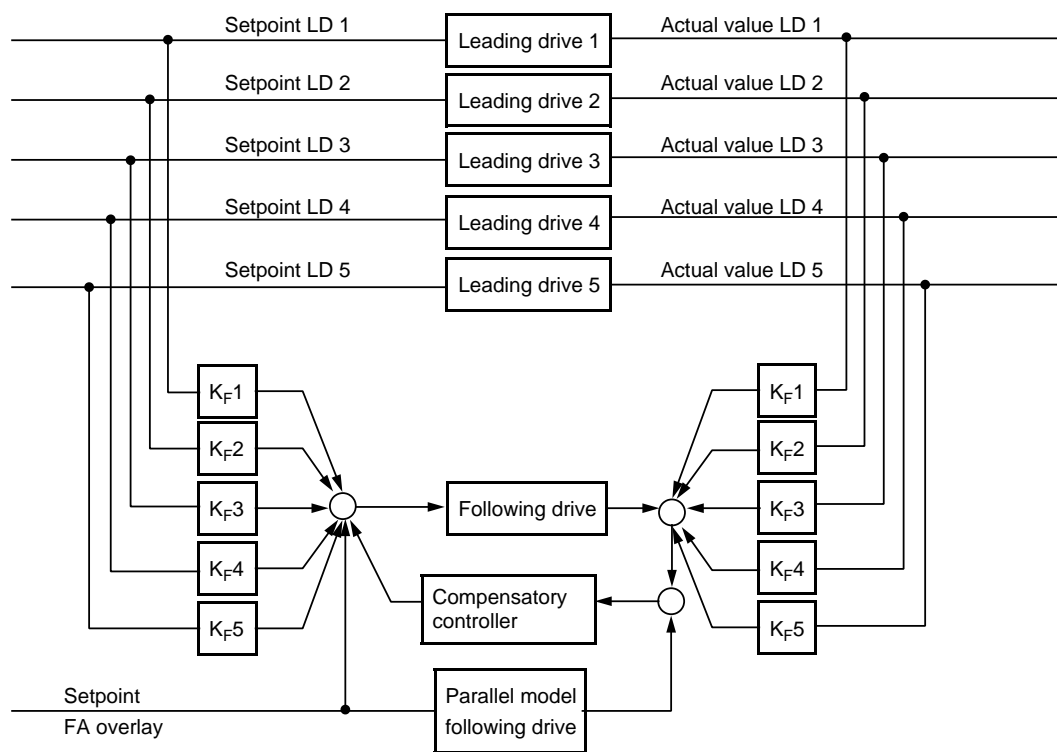 Setpoint LD 1
Leading drive 1
Actual value LD 1
Setpoint LD 2
Leading drive 2
Actual value LD 2
Setpoint LD 3
Leading drive 3
Actual value LD 3
Setpoint LD 4
Leading drive 4
Actual value LD 4
Setpoint LD 5
Leading drive 5
Actual value LD 5
KF1
KF1
KF2
KF2
KF3
Following drive
KF3
KF4
KF4
Compensatory
controller
KF5
KF5
Setpoint
FA overlay
Parallel model
following drive